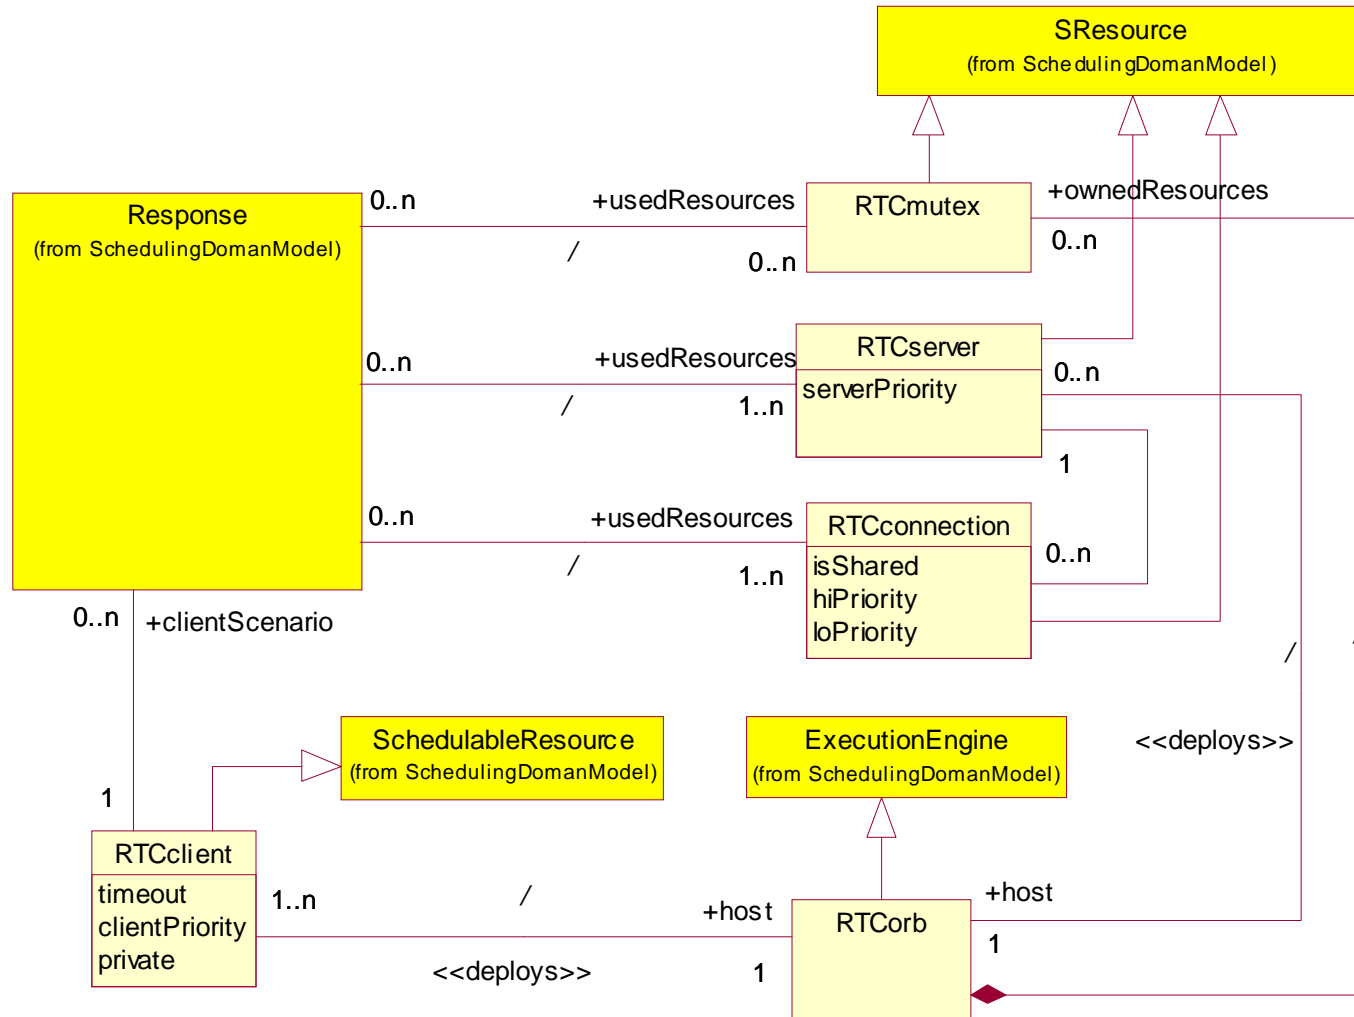 SResource
(from SchedulingDomanModel)
Response
(from SchedulingDomanModel)
0..n
+usedResources
/
0..n
RTCmutex
+ownedResources
0..n
0..n
+usedResources
/
1..n
RTCserver
serverPriority
0..n
1
0..n
+usedResources
/
1..n
RTCconnection
isShared
hiPriority
loPriority
0..n
/
<<deploys>>
0..n
+clientScenario
1
SchedulableResource
(from SchedulingDomanModel)
ExecutionEngine
(from SchedulingDomanModel)
RTCclient
timeout
clientPriority
private
1..n
/
<<deploys>>
+host
1
RTCorb
+host
1